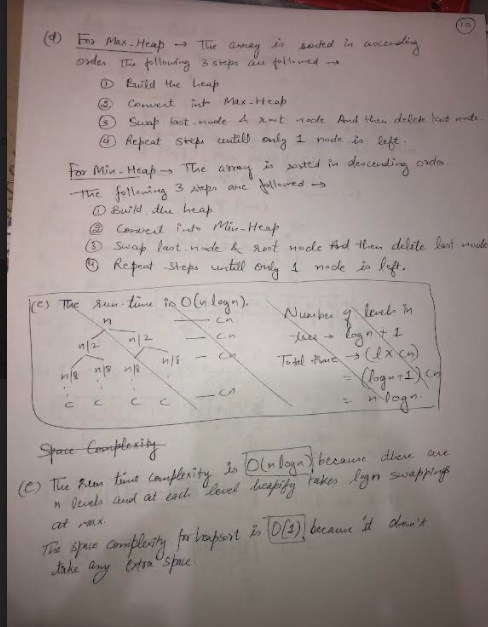 10
(d) For Max-Heap → The array is sorted in ascending
order. The following 3 steps are followed →
① Build the heap
② Convert into Max-Heap
③ Swap last node & root node And then delete last node.
④ Repeat steps untill only 1 node is left.
For Min-Heap → The array is sorted in descending order.
The following 3 steps are followed →
① Build the heap
② Convert into Min-Heap
③ Swap last node & root node And then delete last node
④ Repeat steps untill only 1 node is left.
(e) The run-time is O(n logn).
n — cn
n/2 n/2 — cn
n/8 n/8 n/8 n/8 — cn
c c c c — cn
Number of levels in
tree → logn + 1
Total time → (l × cn)
= (logn+1) cn
= n logn.
Space Complexity
(e) The run time complexity is O(n logn) because there are
n levels and at each level heapify takes logn swappings
at max.
The space complexity for heapsort is O(1) because it doesn't
take any extra space.